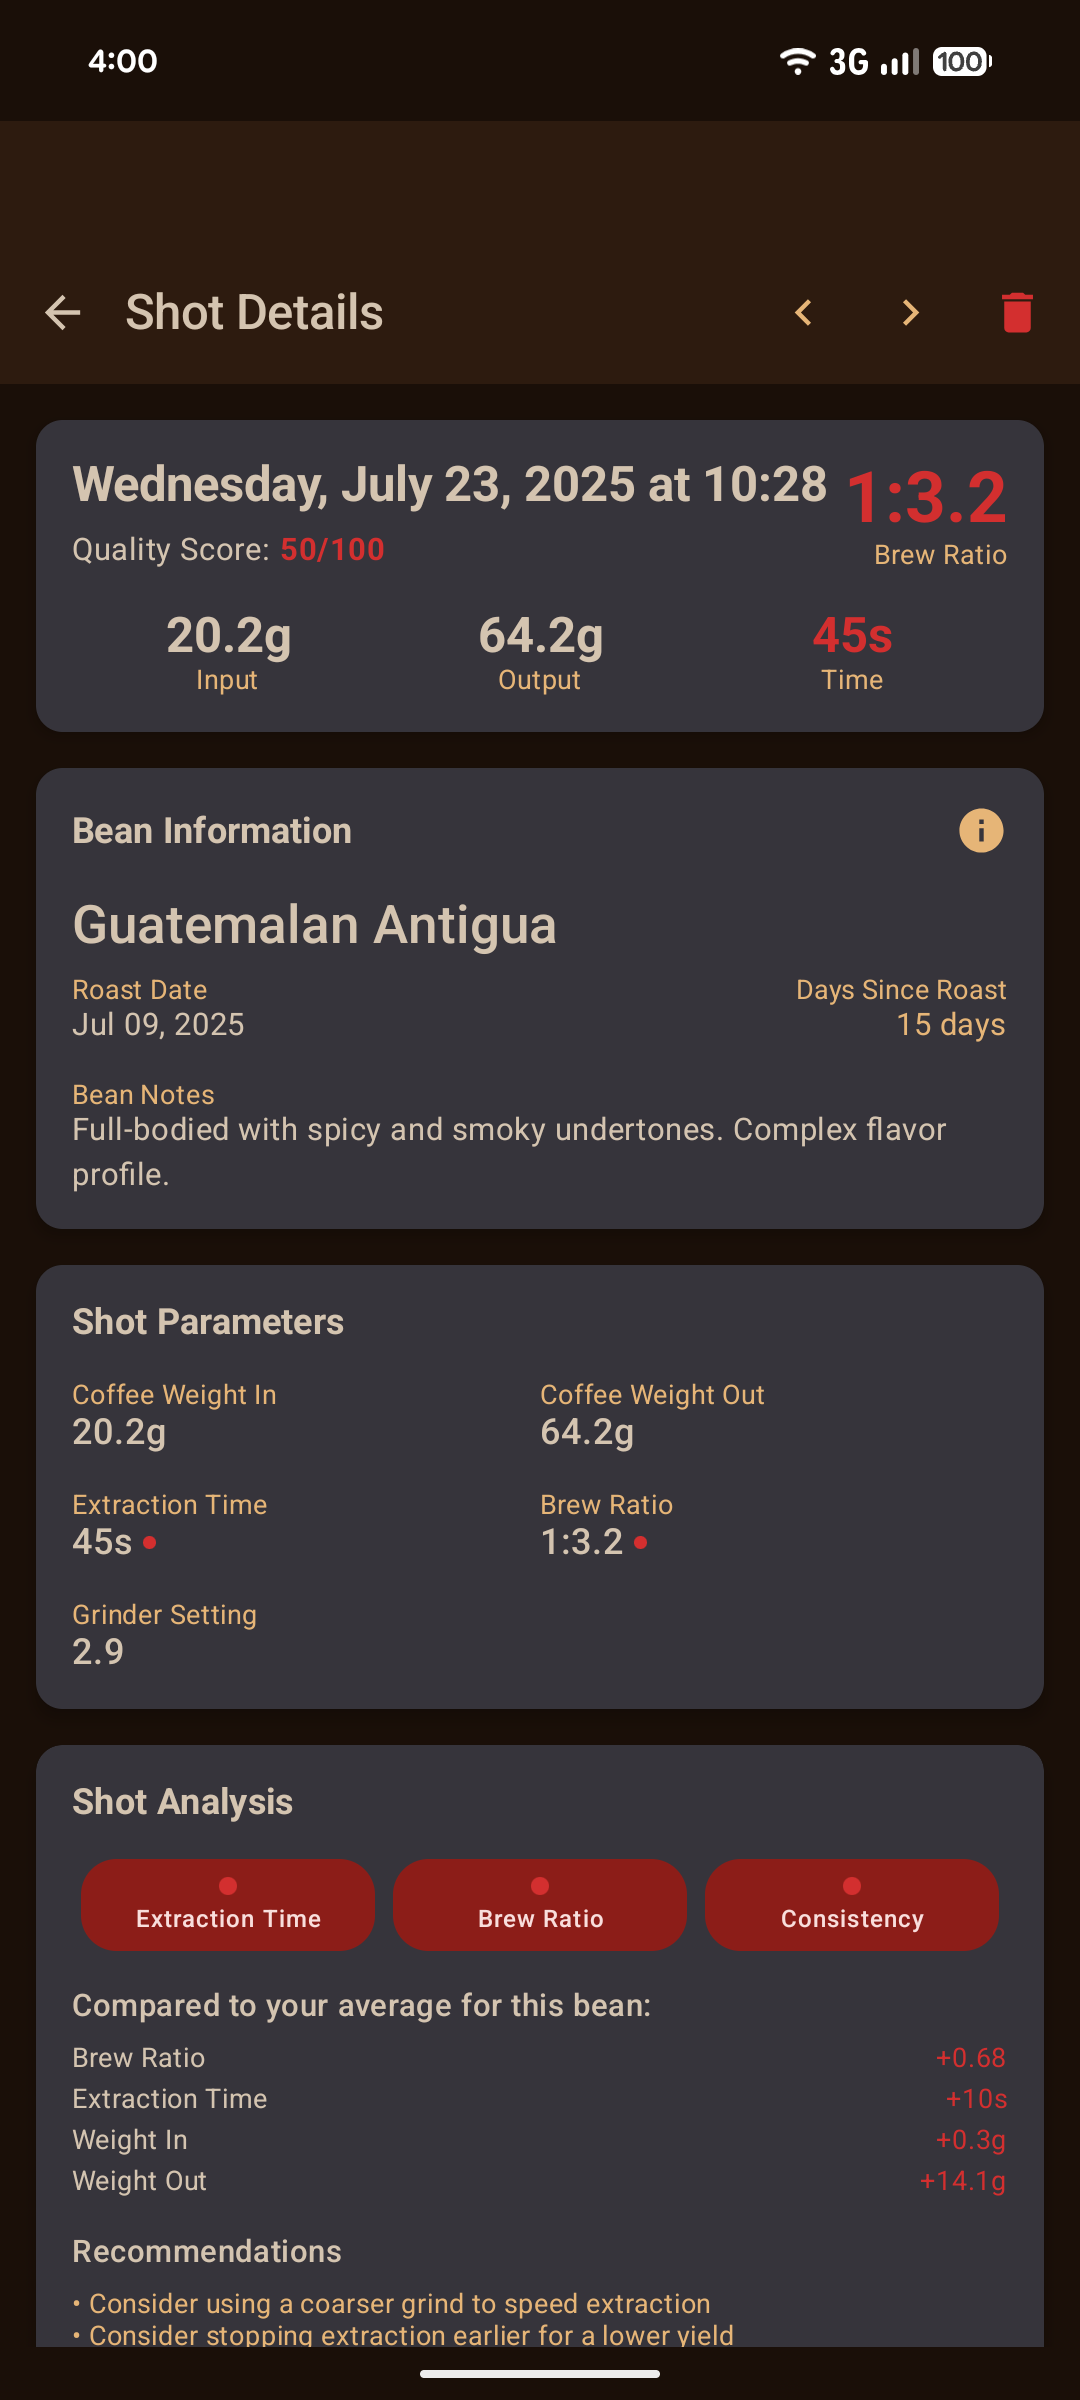 4:00
3G
100
Shot Details
Wednesday, July 23, 2025 at 10:28
1:3.2
Quality Score: 50/100
Brew Ratio
20.2g
64.2g
45s
Input
Output
Time
Bean Information
Guatemalan Antigua
Roast Date
Days Since Roast
Jul 09, 2025
15 days
Bean Notes
Full-bodied with spicy and smoky undertones. Complex flavor
profile.
Shot Parameters
Coffee Weight In
Coffee Weight Out
20.2g
64.2g
Extraction Time
Brew Ratio
45s
1:3.2
Grinder Setting
2.9
Shot Analysis
Extraction Time
Brew Ratio
Consistency
Compared to your average for this bean:
Brew Ratio
+0.68
Extraction Time
+10s
Weight In
+0.3g
Weight Out
+14.1g
Recommendations
• Consider using a coarser grind to speed extraction
• Consider stopping extraction earlier for a lower yield